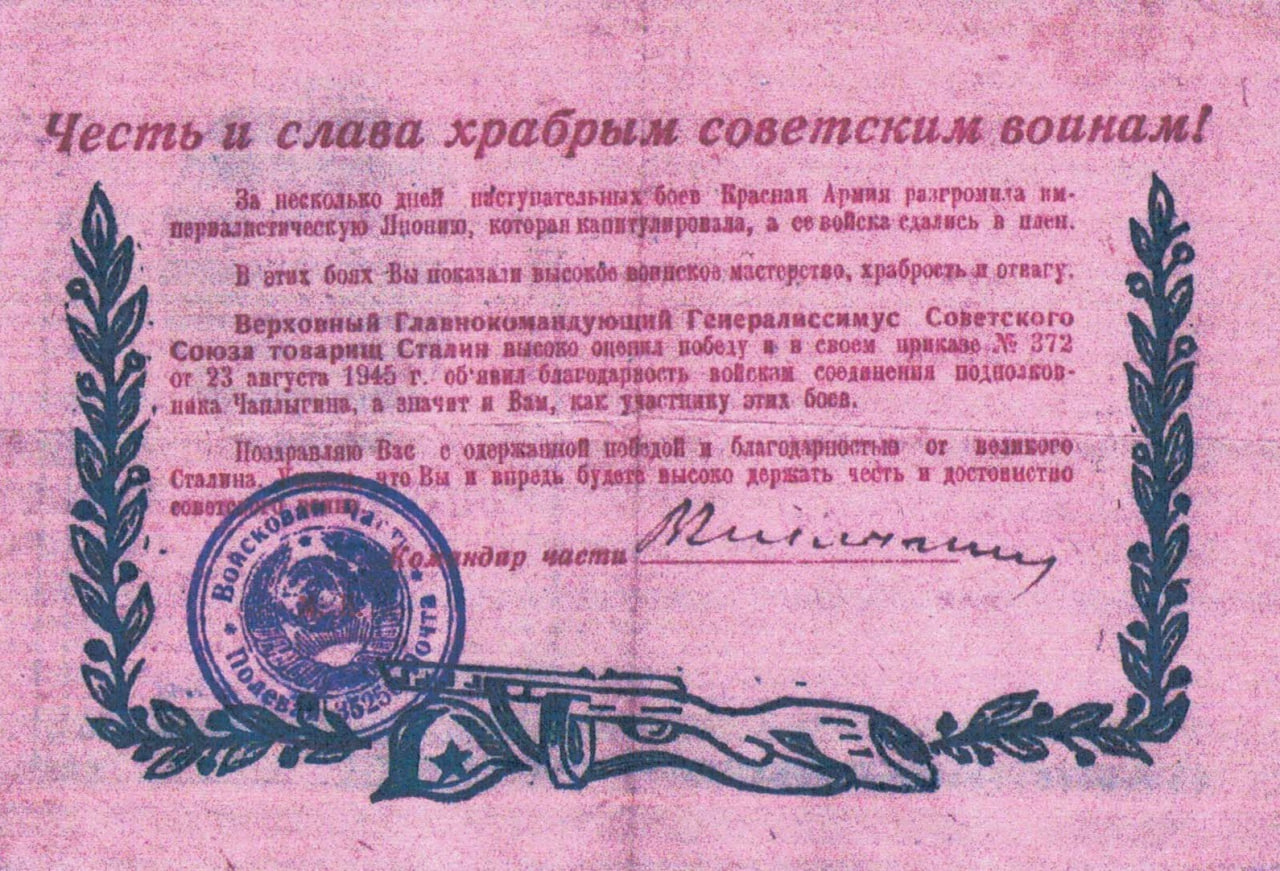 Честь и слава храбрым советским воинам!
За несколько дней наступательных боев Красная Армия разгромила им-
периалистическую Японию, которая капитулировала, а ее войска сдались в плен.
В этих боях Вы показали высокое воинское мастерство, храбрость и отвагу.
Верховный Главнокомандующий Генералиссимус Советского
Союза товарищ Сталин высоко оценил победу и в своем приказе № 372
от 23 августа 1945 г. об'явил благодарность войскам соединения подполков-
ника Чаплыгина, а значит и Вам, как участнику этих боев.
Поздравляю Вас с одержанной победой и благодарностью от великого
Сталина. что Вы и впредь будете высоко держать честь и достоинство
советского
Командир части
Войсковая часть
Полевая почта